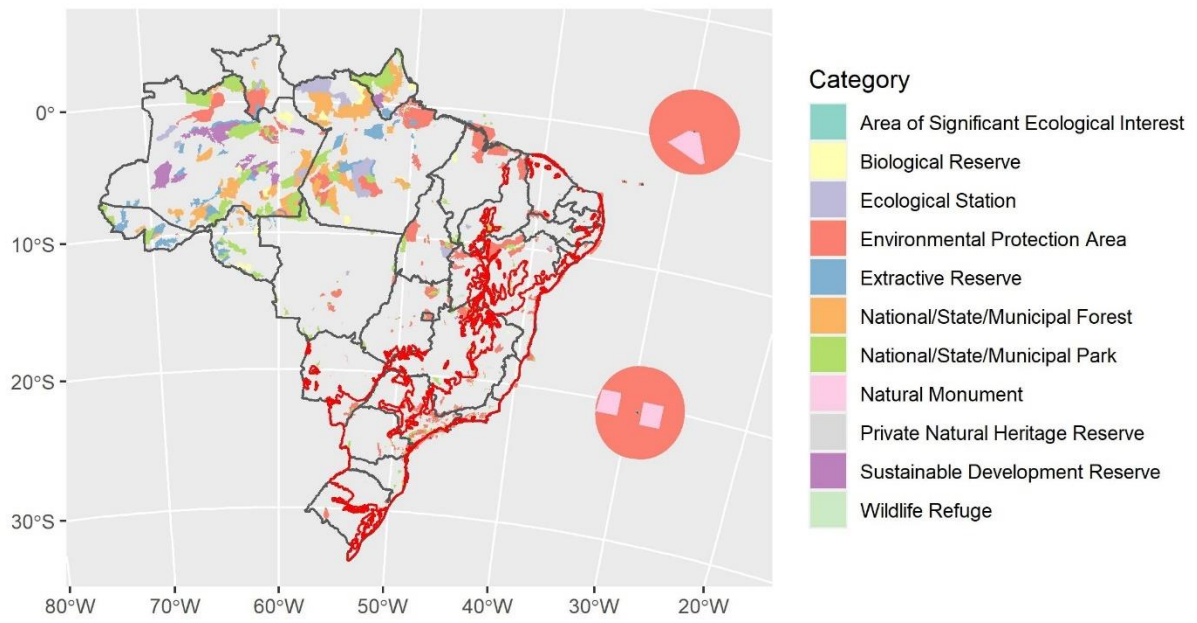 0°
10°S
20°S
30°S
80°W
70°W
60°W
50°W
40°W
30°W
20°W
Category
Area of Significant Ecological Interest
Biological Reserve
Ecological Station
Environmental Protection Area
Extractive Reserve
National/State/Municipal Forest
National/State/Municipal Park
Natural Monument
Private Natural Heritage Reserve
Sustainable Development Reserve
Wildlife Refuge